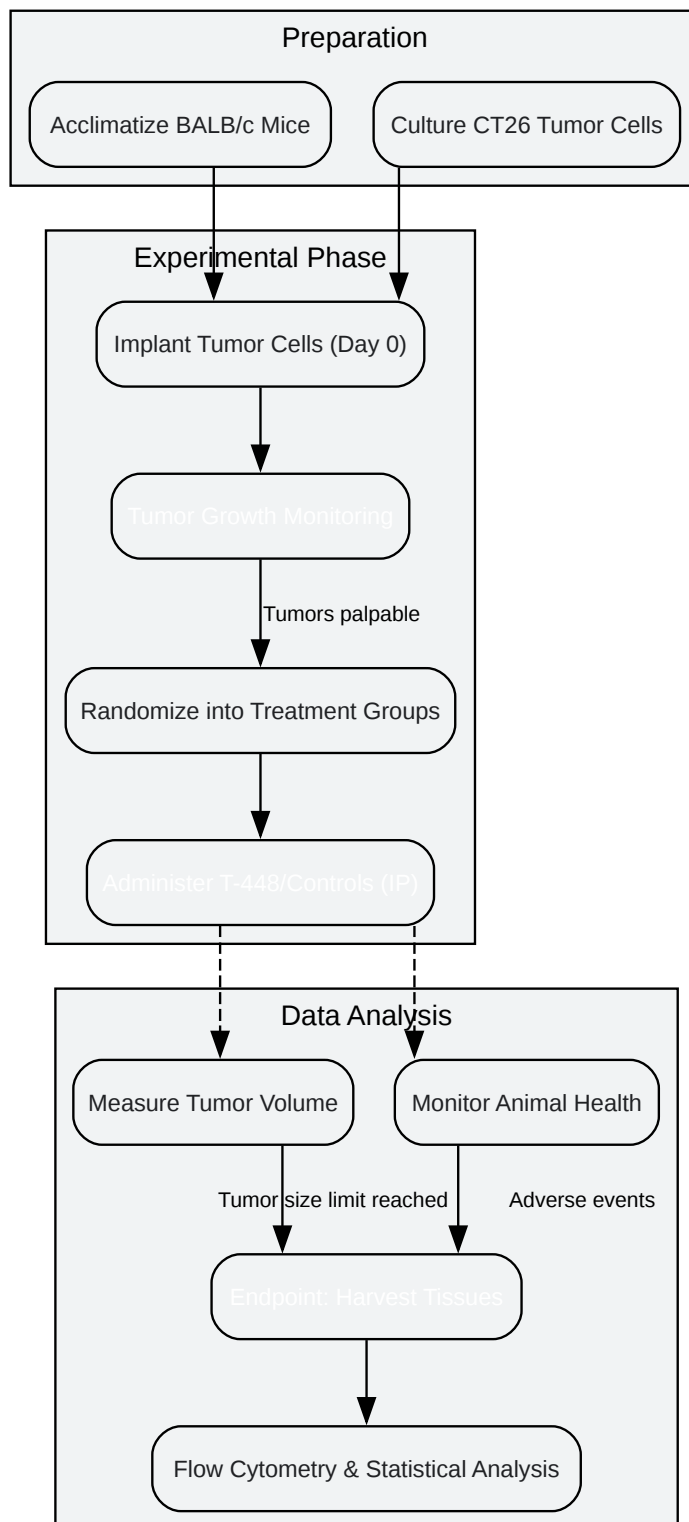 Preparation
Acclimatize BALB/c Mice
Culture CT26 Tumor Cells
Experimental Phase
Implant Tumor Cells (Day 0)
Tumor Growth Monitoring
Tumors palpable
Randomize into Treatment Groups
Administer T-448/Controls (IP)
Data Analysis
Measure Tumor Volume
Monitor Animal Health
Tumor size limit reached
Adverse events
Endpoint: Harvest Tissues
Flow Cytometry & Statistical Analysis